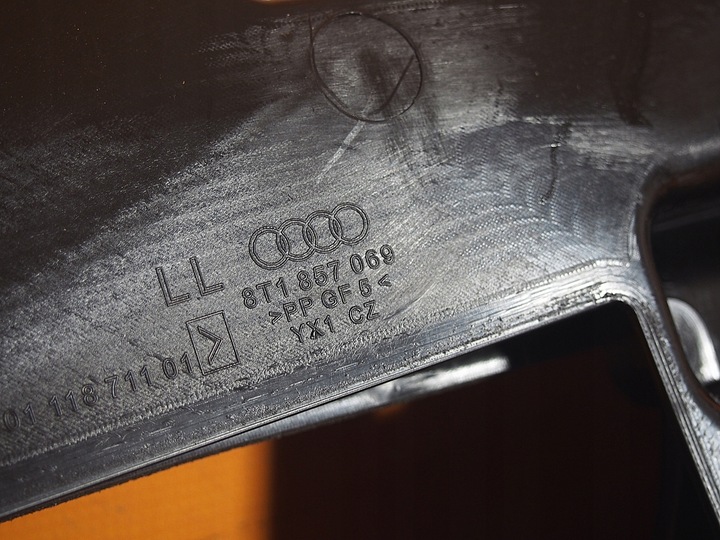 LL
8T1.857 069
>PP GF 5<
YX1 CZ
01 118 711 01